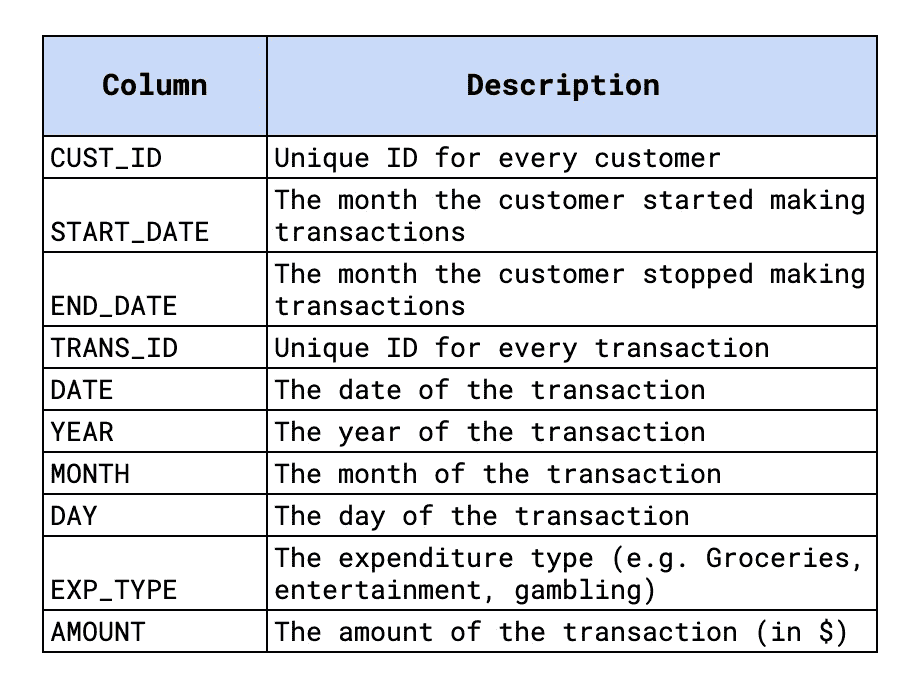 Column Description
CUST_ID Unique ID for every customer
The month the customer started making
START_DATE transactions
The month the customer stopped making
END_DATE transactions
TRANS_ID Unique ID for every transaction
DATE The date of the transaction
YEAR The year of the transaction
MONTH The month of the transaction
DAY The day of the transaction
The expenditure type (e.g. Groceries,
EXP_TYPE entertainment, gambling)
AMOUNT The amount of the transaction (in $)